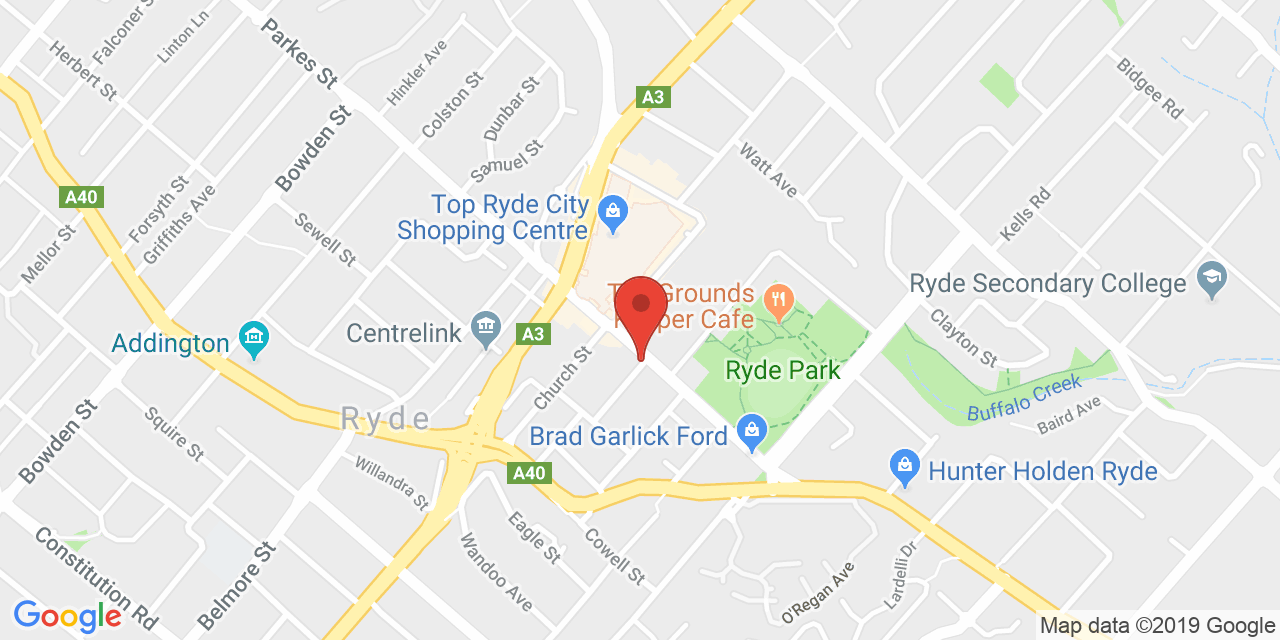 Falconer St
Linton Ln
Herbert St
Parkes St
Hinkler Ave
Colston St
Dunbar St
Samuel St
Bowden St
A3
Bidgee Rd
Watt Ave
A40
Forsyth St
Griffiths Ave
Mellor St
Sewell St
Top Ryde City
Shopping Centre
Kells Rd
Ryde Secondary College
Grounds
Cafe
Clayton St
Addington
Centrelink
A3
Church St
Ryde Park
Buffalo Creek
Baird Ave
Ryde
Brad Garlick Ford
Bowden St
Squire St
Willandra St
A40
Hunter Holden Ryde
Eagle St
Cowell St
Wandoo Ave
Constitution Rd
Belmore St
O'Regan Ave
Lardelli Dr
Google
Map data ©2019 Google